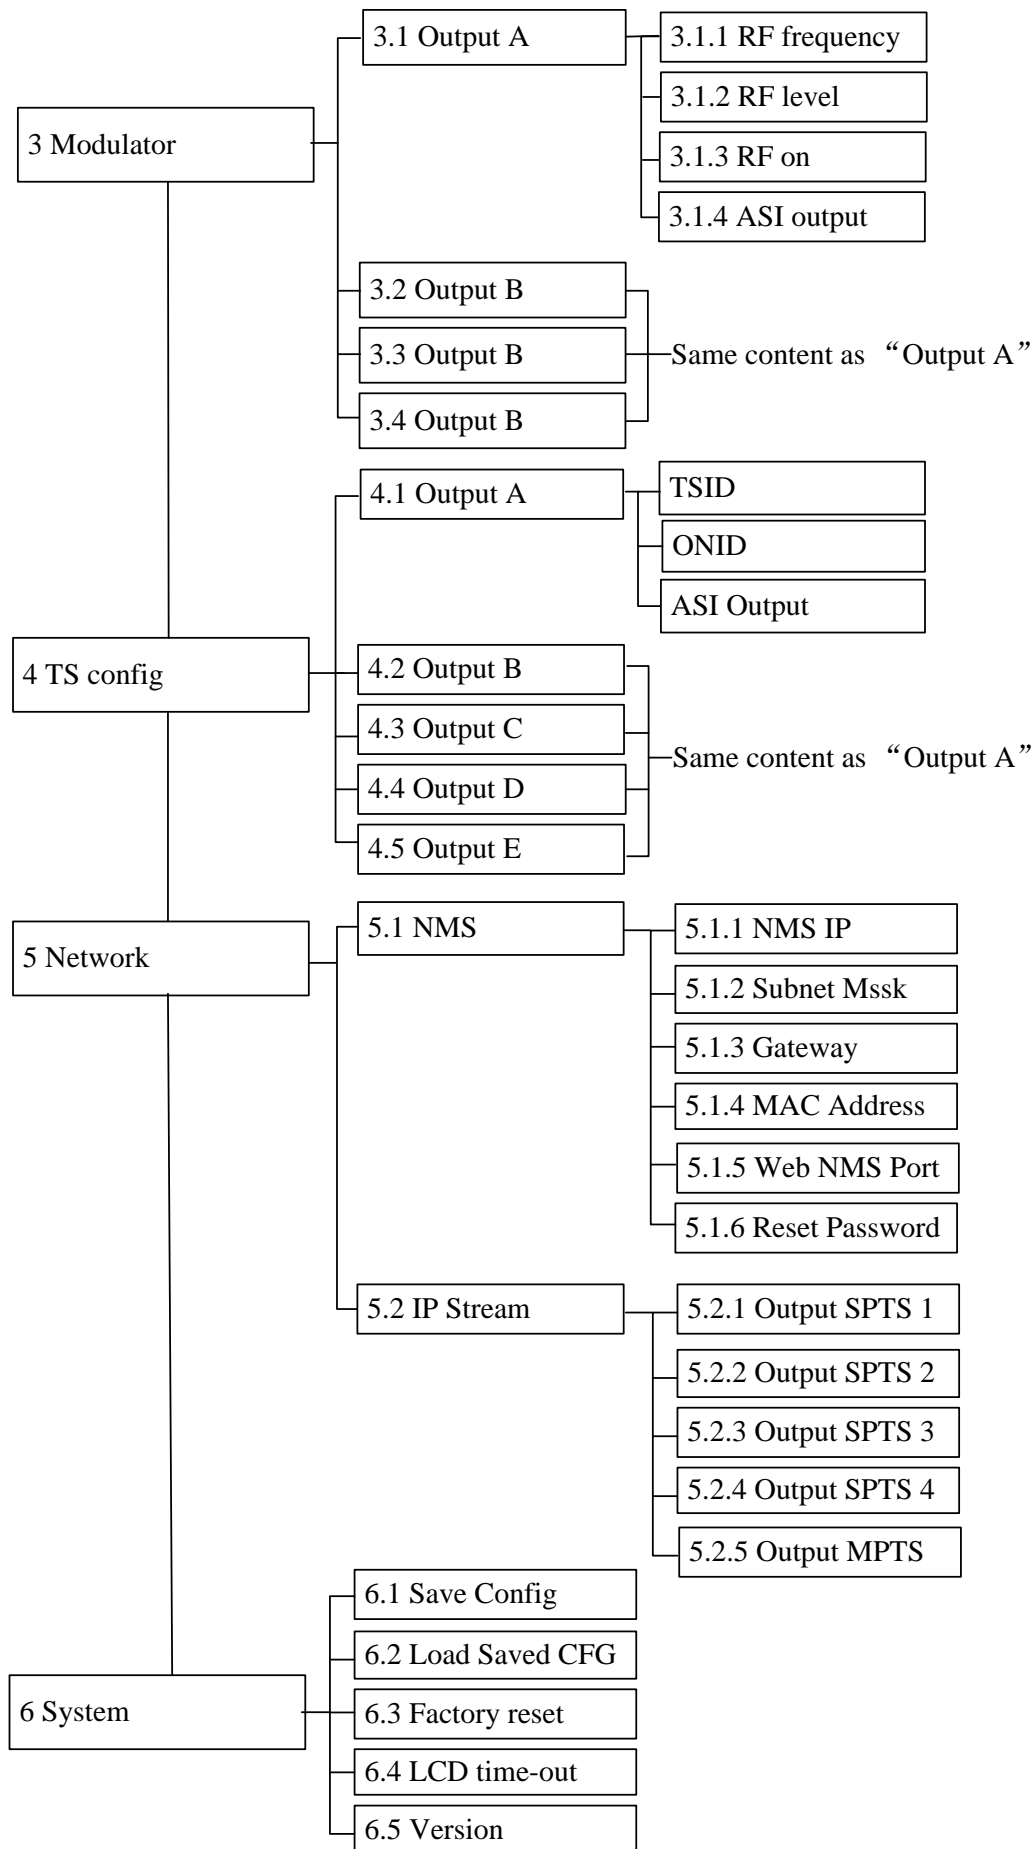 3 Modulator
3.1 Output A
3.1.1 RF frequency
3.1.2 RF level
3.1.3 RF on
3.1.4 ASI output
3.2 Output B
3.3 Output B
3.4 Output B
Same content as “Output A”
4 TS config
4.1 Output A
TSID
ONID
ASI Output
4.2 Output B
4.3 Output C
4.4 Output D
4.5 Output E
Same content as “Output A”
5 Network
5.1 NMS
5.1.1 NMS IP
5.1.2 Subnet Mssk
5.1.3 Gateway
5.1.4 MAC Address
5.1.5 Web NMS Port
5.1.6 Reset Password
5.2 IP Stream
5.2.1 Output SPTS 1
5.2.2 Output SPTS 2
5.2.3 Output SPTS 3
5.2.4 Output SPTS 4
5.2.5 Output MPTS
6 System
6.1 Save Config
6.2 Load Saved CFG
6.3 Factory reset
6.4 LCD time-out
6.5 Version